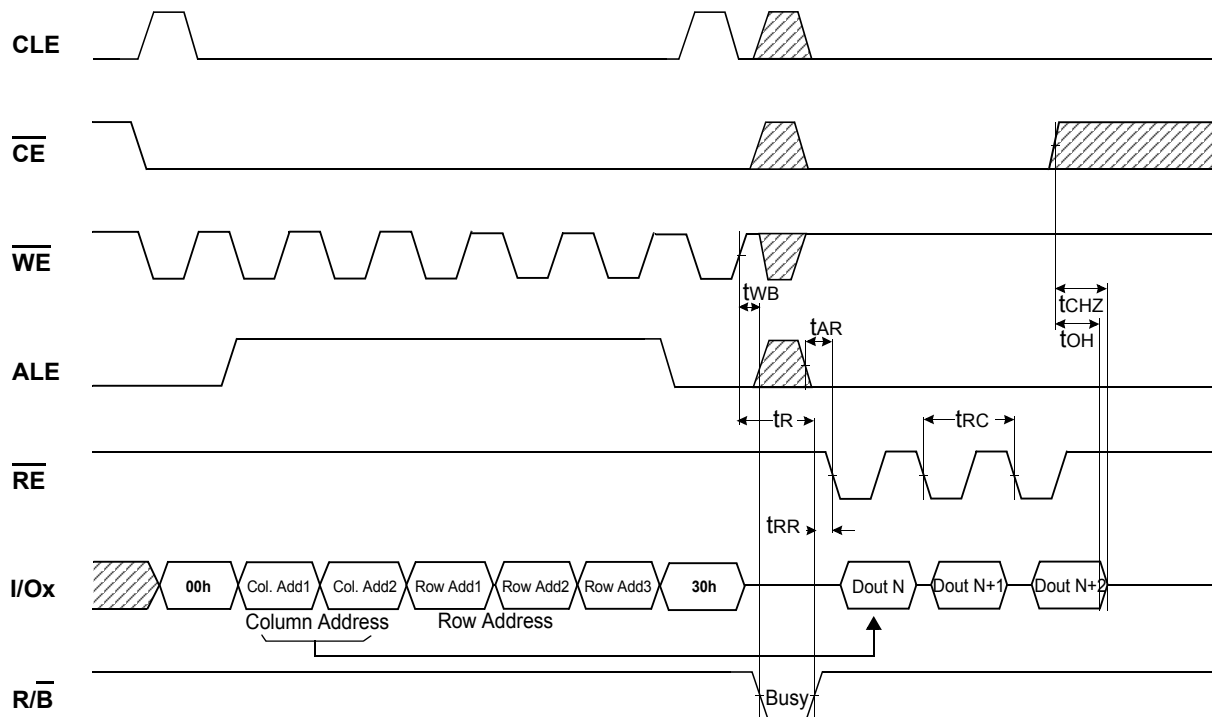 CLE
CE
WE
tWB
tCHZ
tAR
tOH
ALE
tR
tRC
RE
tRR
I/Ox
00h
Col. Add1
Col. Add2
Row Add1
Row Add2
Row Add3
30h
Dout N
Dout N+1
Dout N+2
Column Address
Row Address
R/B
Busy